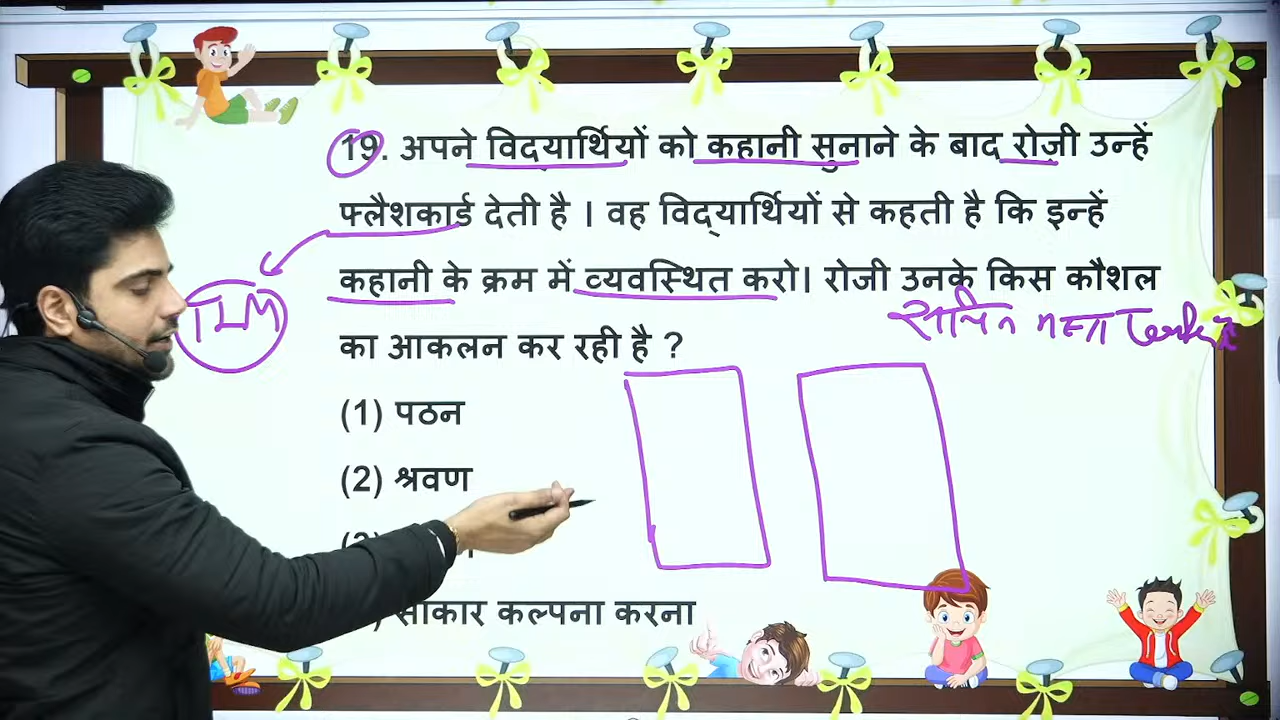 19. अपने विद्यार्थियों को कहानी सुनाने के बाद रोजी उन्हें
फ्लैशकार्ड देती है । वह विद्यार्थियों से कहती है कि इन्हें
कहानी के क्रम में व्यवस्थित करो। रोजी उनके किस कौशल
का आकलन कर रही है ?
TLM
(1) पठन
(2) श्रवण
साकार कल्पना करना